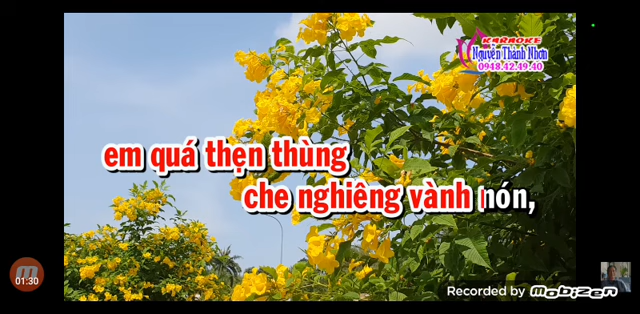 KARAOKE
Nguyễn Thành Nhơn
0948.42.49.40
em quá thẹn thùng
che nghiêng vành nón,
01:30
Recorded by MOBIZEN